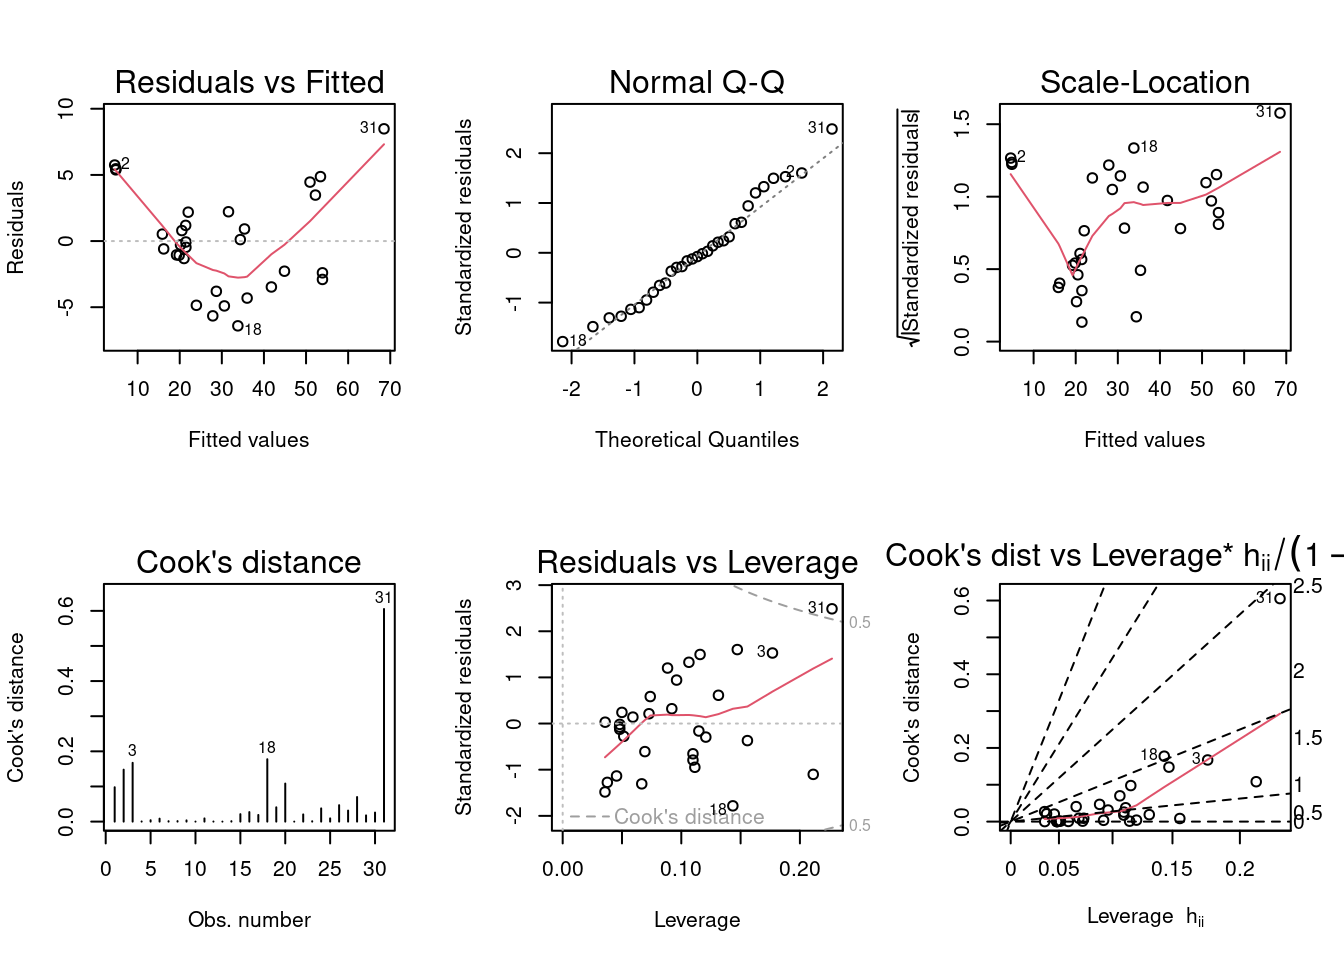 Residuals vs Fitted
Residuals
10
5
0
-5
31
2
18
10 20 30 40 50 60 70
Fitted values
Normal Q-Q
Standardized residuals
2
1
0
-1
31
2
18
-2 -1 0 1 2
Theoretical Quantiles
Scale-Location
√|Standardized residuals|
1.5
1.0
0.5
0.0
31
2
18
10 20 30 40 50 60 70
Fitted values
Cook's distance
Cook's distance
0.6
0.4
0.2
0.0
31
3
18
0 5 10 15 20 25 30
Obs. number
Residuals vs Leverage
Standardized residuals
3
2
1
0
-1
-2
31
3
18
0.5
0.5
Cook's distance
0.00 0.10 0.20
Leverage
Cook's dist vs Leverage* hii/(1 −
Cook's distance
0.6
0.4
0.2
0.0
31
18
3
2.5
2
1.5
1
0.5
0
0 0.05 0.15 0.2
Leverage hii